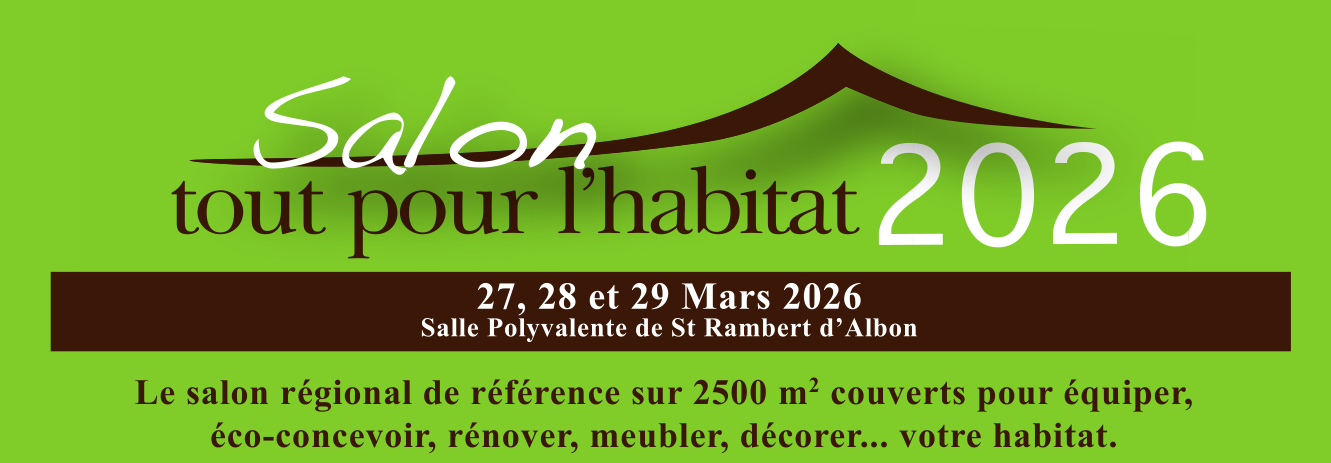 Salon
tout pour l’habitat 2026
27, 28 et 29 Mars 2026
Salle Polyvalente de St Rambert d’Albon
Le salon régional de référence sur 2500 m² couverts pour équiper,
éco-concevoir, rénover, meubler, décorer... votre habitat.